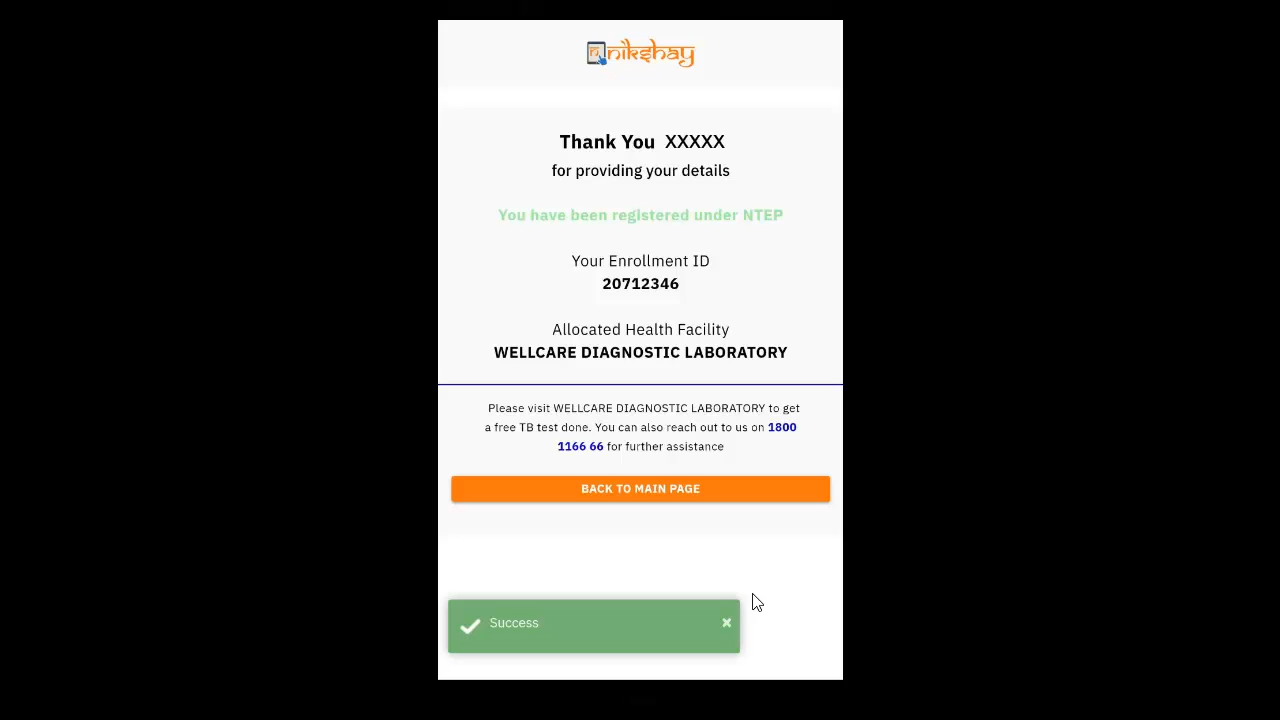 nikshay
Thank You XXXXX
for providing your details
You have been registered under NTEP
Your Enrollment ID
20712346
Allocated Health Facility
WELLCARE DIAGNOSTIC LABORATORY
Please visit WELLCARE DIAGNOSTIC LABORATORY to get
a free TB test done. You can also reach out to us on 1800
1166 66 for further assistance
BACK TO MAIN PAGE
Success ×